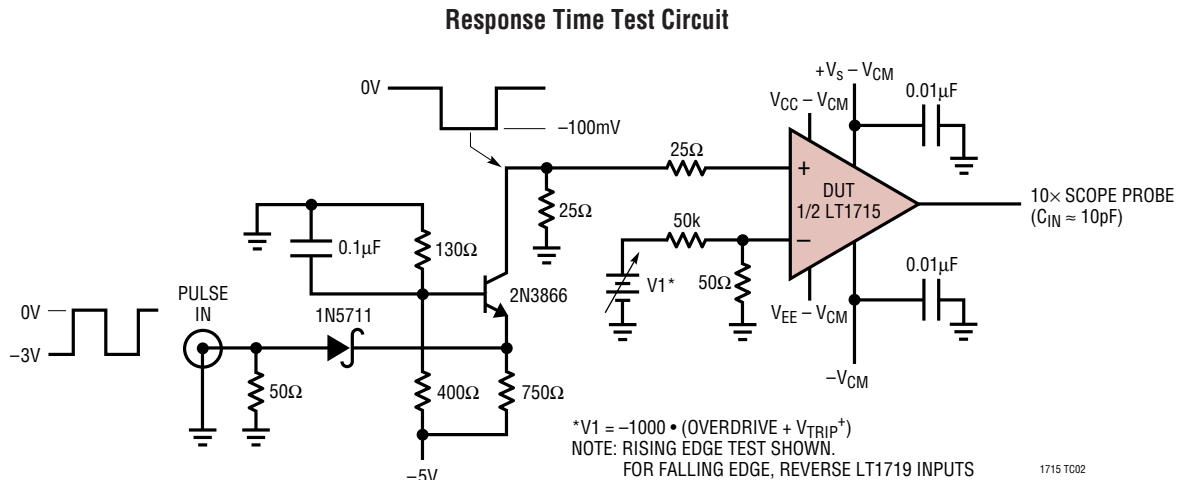 Response Time Test Circuit
0V
–100mV
+VS – VCM
VCC – VCM
0.01µF
25Ω
+
DUT
1/2 LT1715
–
10× SCOPE PROBE
(CIN ≈ 10pF)
25Ω
50k
0.1µF
130Ω
V1*
50Ω
0.01µF
2N3866
VEE – VCM
PULSE
IN
0V
–3V
1N5711
50Ω
400Ω
750Ω
–VCM
–5V
*V1 = –1000 • (OVERDRIVE + VTRIP+)
NOTE: RISING EDGE TEST SHOWN.
FOR FALLING EDGE, REVERSE LT1719 INPUTS
1715 TC02